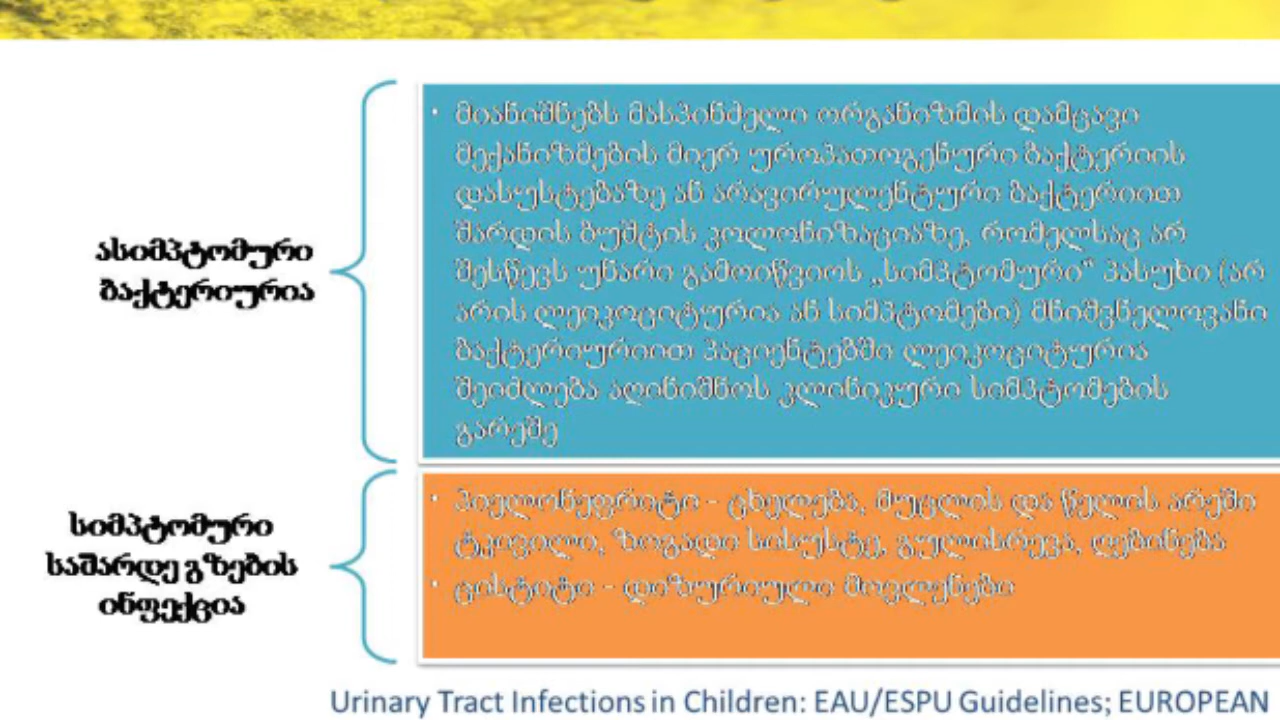 ასიმპტომური
ბაქტერიურია
• მიანიშნებს მასპინძელი ორგანიზმის დამცავი
მექანიზმების მიერ უროპათოგენური ბაქტერიის
დასუსტებაზე ან არავირულენტური ბაქტერიით
შარდის ბუშტის კოლონიზაციაზე, რომელსაც არ
შესწევს უნარი გამოიწვიოს „სიმპტომური“ პასუხი (არ
არის ლეიკოციტურია ან სიმპტომები) მნიშვნელოვანი
ბაქტერიურიით პაციენტებში ლეიკოციტურია
შეიძლება აღინიშნოს კლინიკური სიმპტომების
გარეშე
სიმპტომური
საშარდე გზების
ინფექცია
• პიელონეფრიტი - ცხელება, მუცლის და წელის არეში
ტკივილი, ზოგადი სისუსტე, გულისრევა, ღებინება
• ცისტიტი - დიზურიული მოვლენები
Urinary Tract Infections in Children: EAU/ESPU Guidelines; EUROPEAN